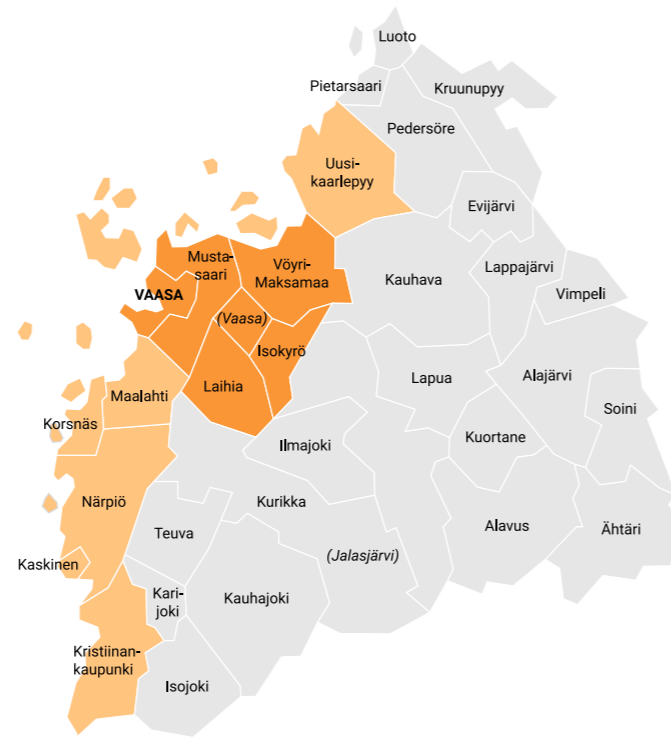 Luoto
Pietarsaari
Kruunupyy
Pedersöre
Uusi-
kaarlepyy
Evijärvi
Musta-
saari
Vöyri-
Maksamaa
Kauhava
Lappajärvi
VAASA
Vimpeli
(Vaasa)
Isokyrö
Laihia
Lapua
Alajärvi
Maalahti
Soini
Korsnäs
Kuortane
Ilmajoki
Närpiö
Kurikka
Teuva
Alavus
Ähtäri
(Jalasjärvi)
Kaskinen
Kari-
joki
Kauhajoki
Kristiinan-
kaupunki
Isojoki